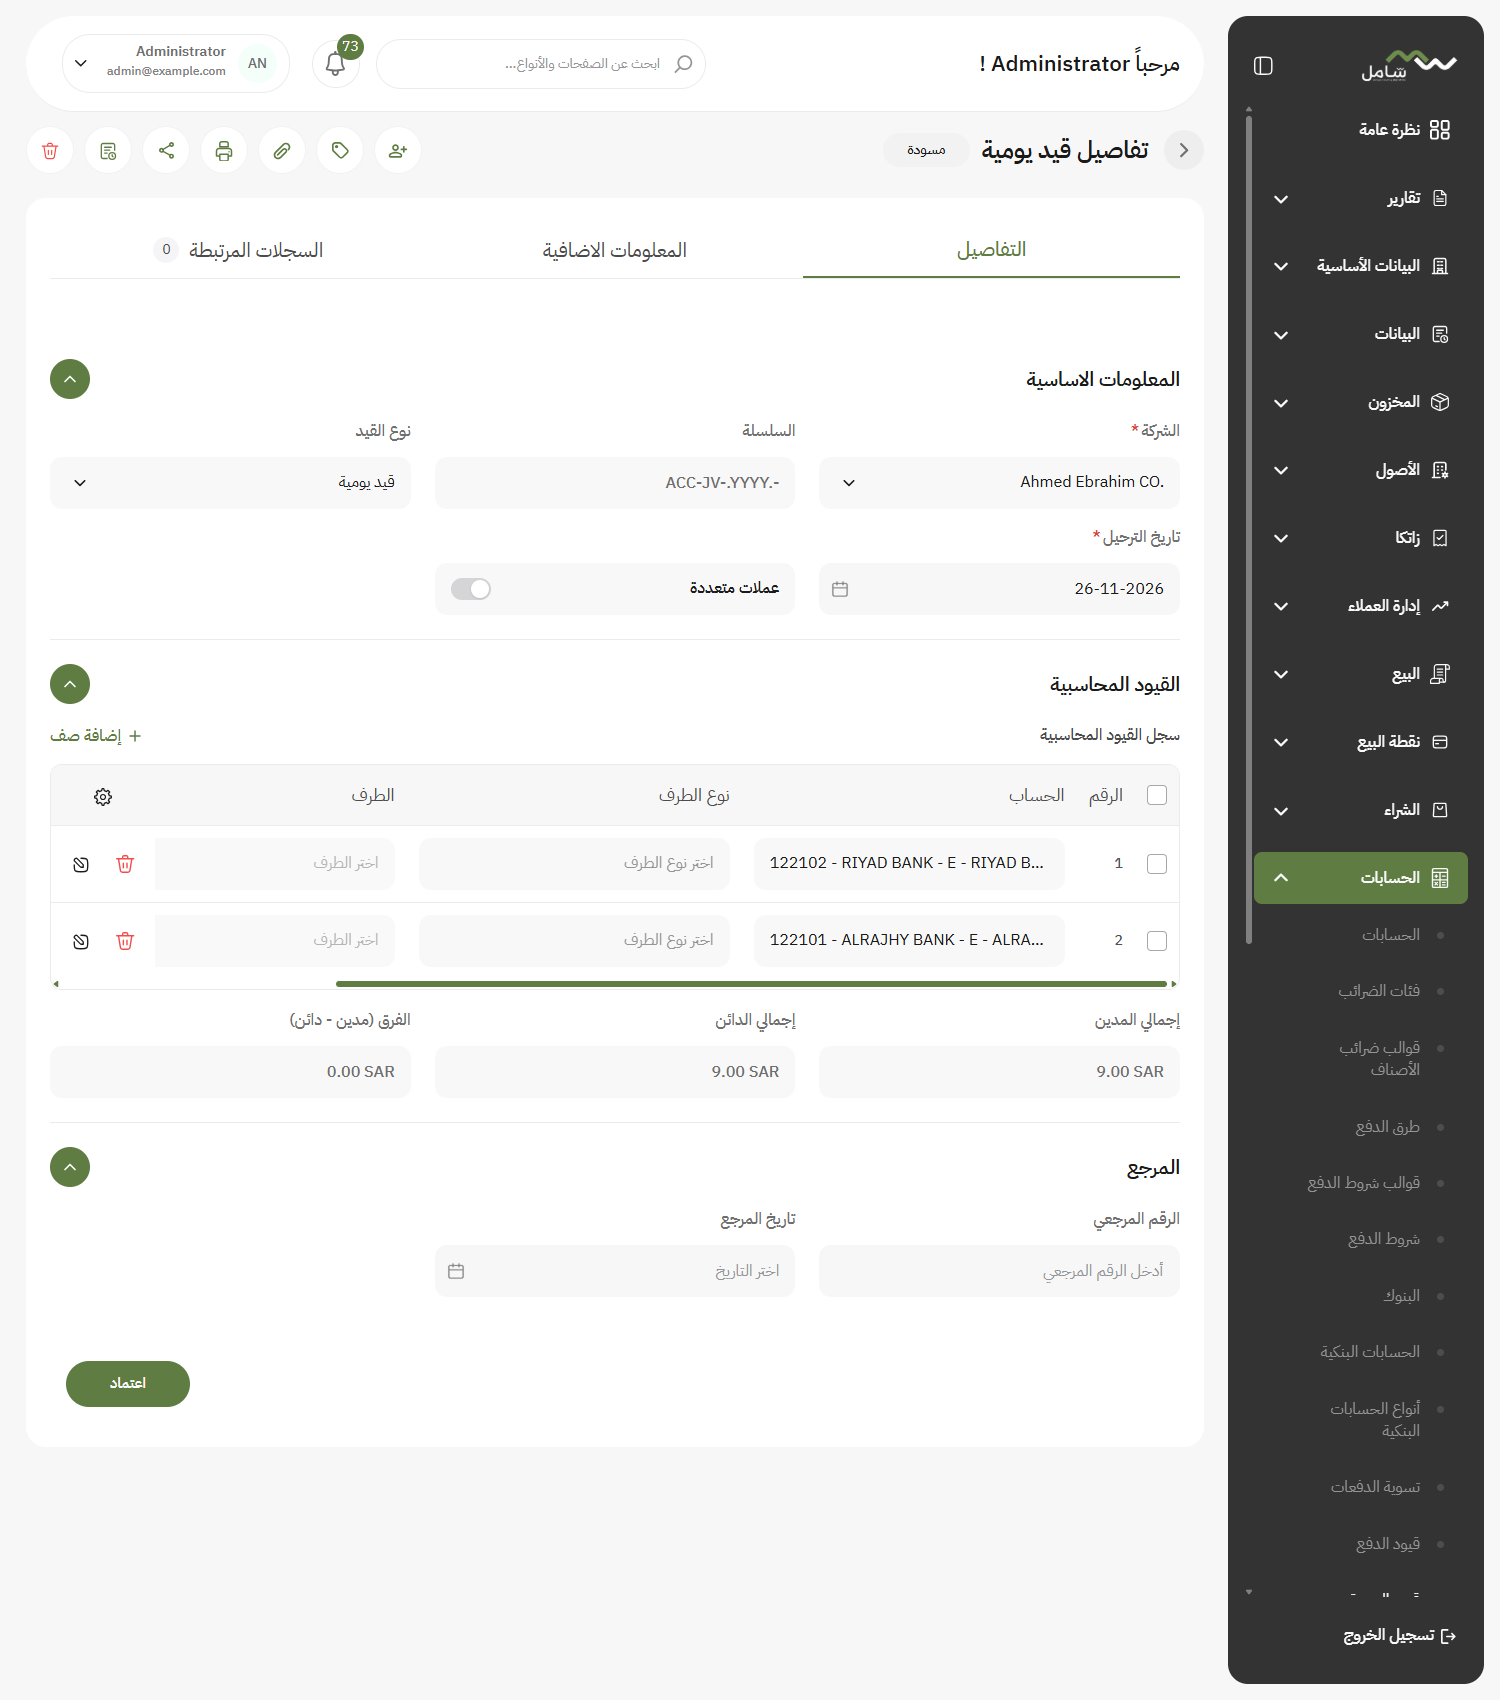 شامل
نظرة عامة
تقارير
البيانات الأساسية
البيانات
المخزون
الأصول
زاتكا
إدارة العملاء
البيع
نقطة البيع
الشراء
الحسابات
الحسابات
فئات الضرائب
قوالب ضرائب
الأصناف
طرق الدفع
قوالب شروط الدفع
شروط الدفع
البنوك
الحسابات البنكية
أنواع الحسابات
البنكية
تسوية الدفعات
قيود الدفع
تسجيل الخروج
مرحباً Administrator !
ابحث عن الصفحات والأنواع...
73
AN
Administrator
admin@example.com
تفاصيل قيد يومية
مسودة
التفاصيل
المعلومات الاضافية
السجلات المرتبطة 0
المعلومات الاساسية
الشركة *
السلسلة
نوع القيد
Ahmed Ebrahim CO.
ACC-JV-.YYYY.-
قيد يومية
تاريخ الترحيل *
26-11-2026
عملات متعددة
القيود المحاسبية
سجل القيود المحاسبية
+ إضافة صف
الرقم
الحساب
نوع الطرف
الطرف
1
122102 - RIYAD BANK - E - RIYAD B...
اختر نوع الطرف
اختر الطرف
2
122101 - ALRAJHY BANK - E - ALRA...
اختر نوع الطرف
اختر الطرف
إجمالي المدين
إجمالي الدائن
الفرق (مدين - دائن)
9.00 SAR
9.00 SAR
0.00 SAR
المرجع
الرقم المرجعي
تاريخ المرجع
أدخل الرقم المرجعي
اختر التاريخ
اعتماد